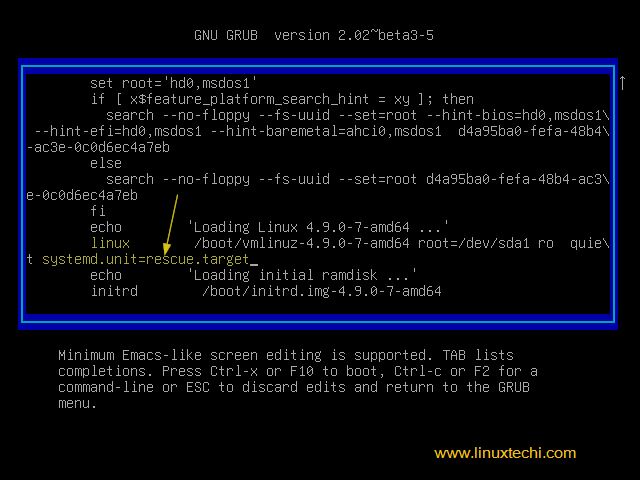 GNU GRUB  version 2.02~beta3-5
set root='hd0,msdos1'
if [ x$feature_platform_search_hint = xy ]; then
search --no-floppy --fs-uuid --set=root --hint-bios=hd0,msdos1\
--hint-efi=hd0,msdos1 --hint-baremetal=ahci0,msdos1  d4a95ba0-fefa-48b4\
-ac3e-0c0d6ec4a7eb
else
search --no-floppy --fs-uuid --set=root d4a95ba0-fefa-48b4-ac3\
e-0c0d6ec4a7eb
fi
echo        'Loading Linux 4.9.0-7-amd64 ...'
linux        /boot/vmlinuz-4.9.0-7-amd64 root=/dev/sda1 ro  quie\
t systemd.unit=rescue.target_
echo        'Loading initial ramdisk ...'
initrd        /boot/initrd.img-4.9.0-7-amd64
Minimum Emacs-like screen editing is supported. TAB lists
completions. Press Ctrl-x or F10 to boot, Ctrl-c or F2 for a
command-line or ESC to discard edits and return to the GRUB
menu.
www.linuxtechi.com